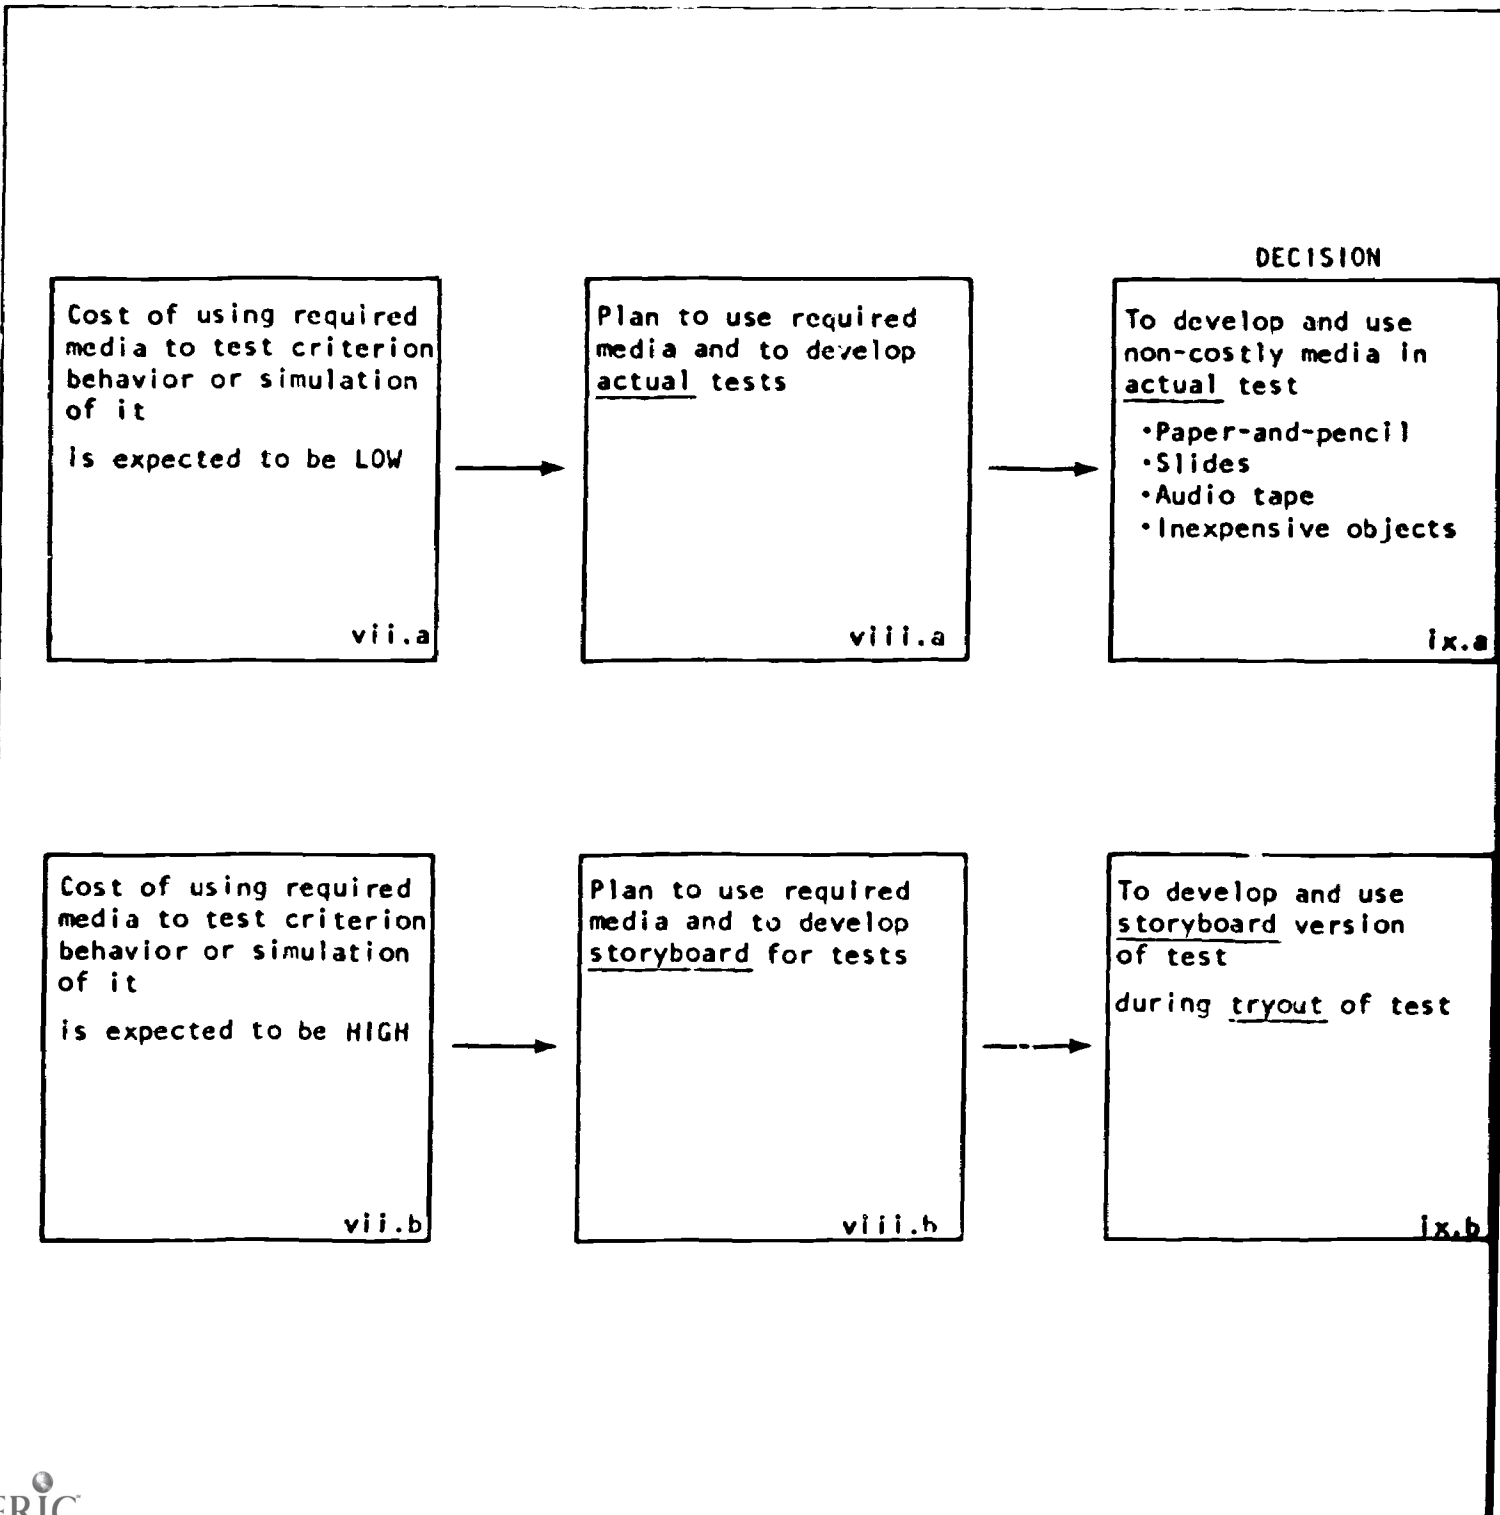 DECISION
Cost of using required
media to test criterion
behavior or simulation
of it
is expected to be LOW
vii.a
Plan to use required
media and to develop
actual tests
viii.a
To develop and use
non-costly media in
actual test
•Paper-and-pencil
•Slides
•Audio tape
•Inexpensive objects
ix.a
Cost of using required
media to test criterion
behavior or simulation
of it
is expected to be HIGH
vii.b
Plan to use required
media and to develop
storyboard for tests
viii.b
To develop and use
storyboard version
of test
during tryout of test
ix.b
ERIC